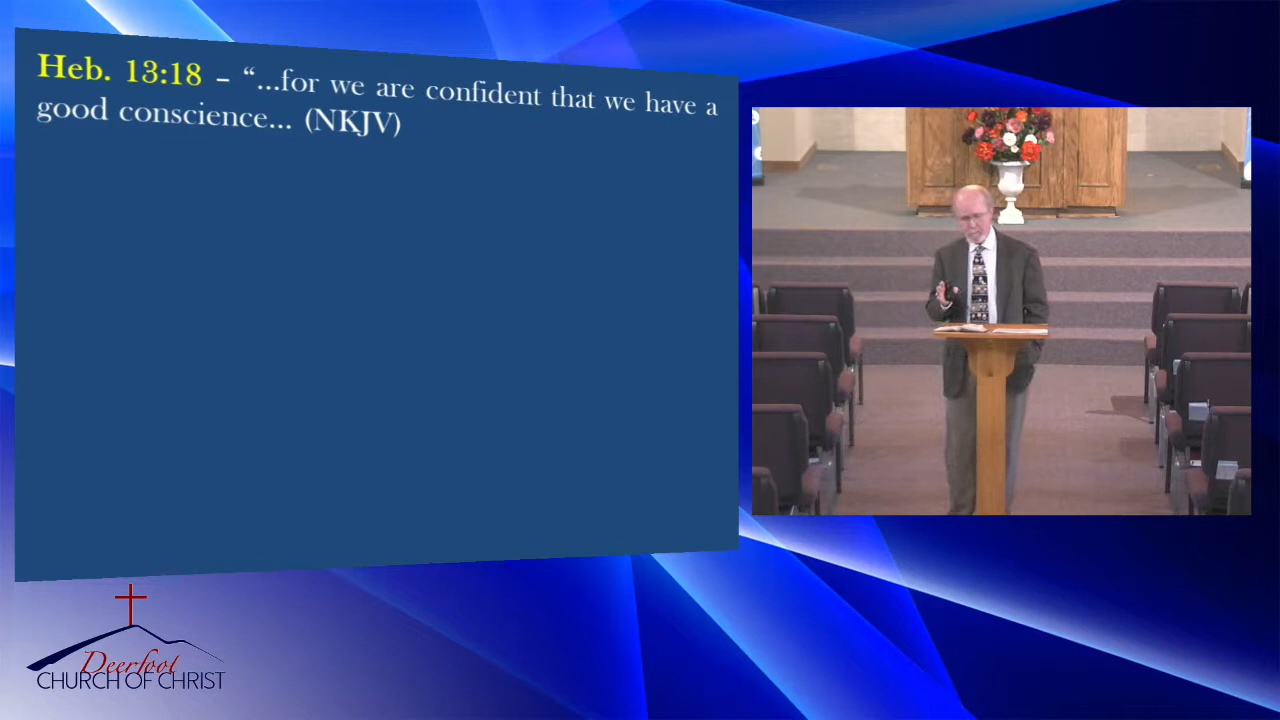 Heb. 13:18 – “...for we are confident that we have a
good conscience... (NKJV)
Deerfoot
CHURCH OF CHRIST